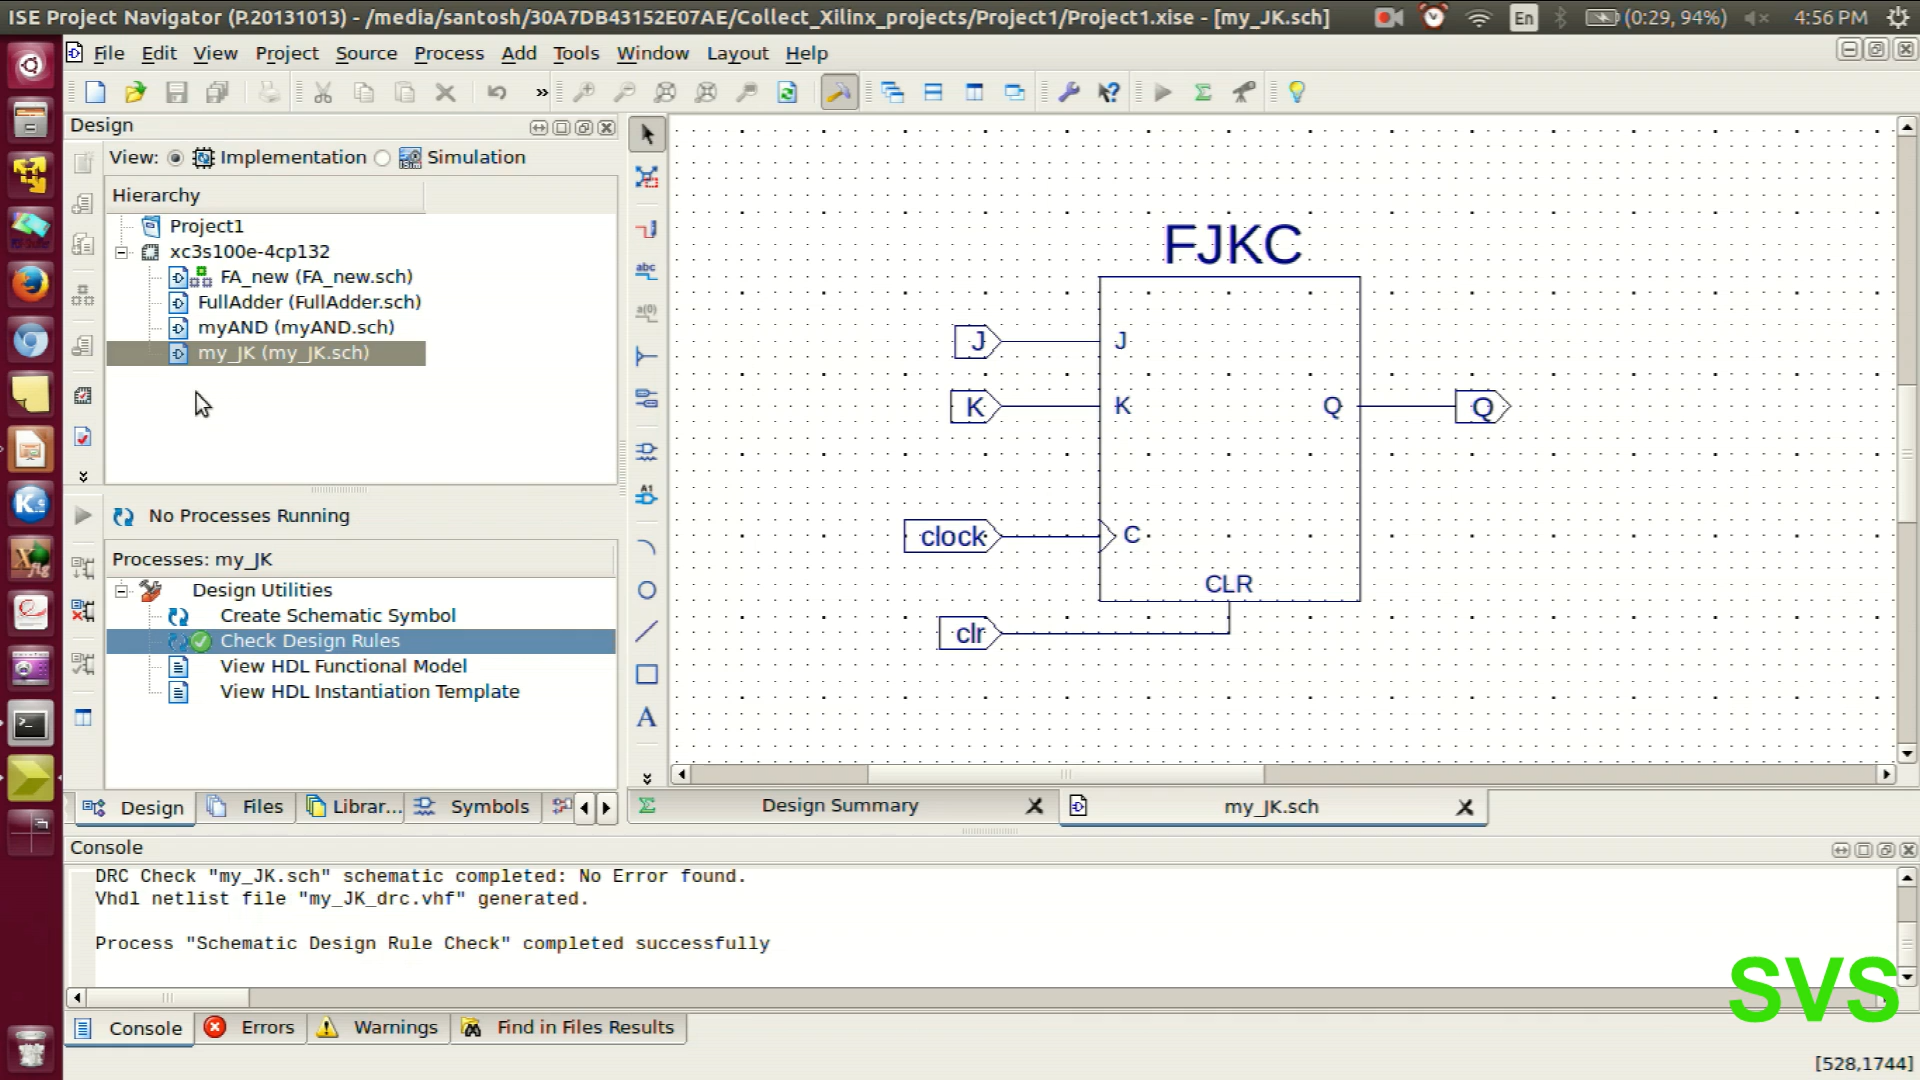 ISE Project Navigator (P.20131013) - /media/santosh/30A7DB43152E07AE/Collect_Xilinx_projects/Project1/Project1.xise - [my_JK.sch]
En
(0:29, 94%)
4:56 PM
File Edit View Project Source Process Add Tools Window Layout Help
Design
View: Implementation Simulation
Hierarchy
Project1
xc3s100e-4cp132
FA_new (FA_new.sch)
FullAdder (FullAdder.sch)
myAND (myAND.sch)
my_JK (my_JK.sch)
No Processes Running
Processes: my_JK
Design Utilities
Create Schematic Symbol
Check Design Rules
View HDL Functional Model
View HDL Instantiation Template
Design Files Librar... Symbols
abc
a(0)
A1
A
FJKC
J J
K K Q Q
clock C
CLR
clr
Design Summary
my_JK.sch
Console
DRC Check "my_JK.sch" schematic completed: No Error found.
Vhdl netlist file "my_JK_drc.vhf" generated.
Process "Schematic Design Rule Check" completed successfully
SVS
Console Errors Warnings Find in Files Results
[528,1744]